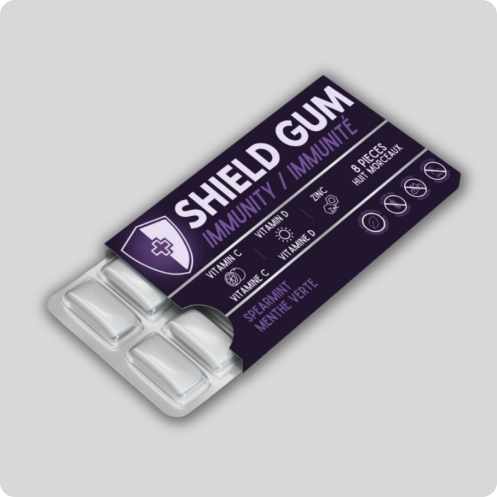 SHIELD GUM
IMMUNITY / IMMUNITÉ
VITAMIN C
VITAMINE C
VITAMIN D
VITAMINE D
ZINC
8 PIECES
HUIT MORCEAUX
SPEARMINT
MENTHE VERTE